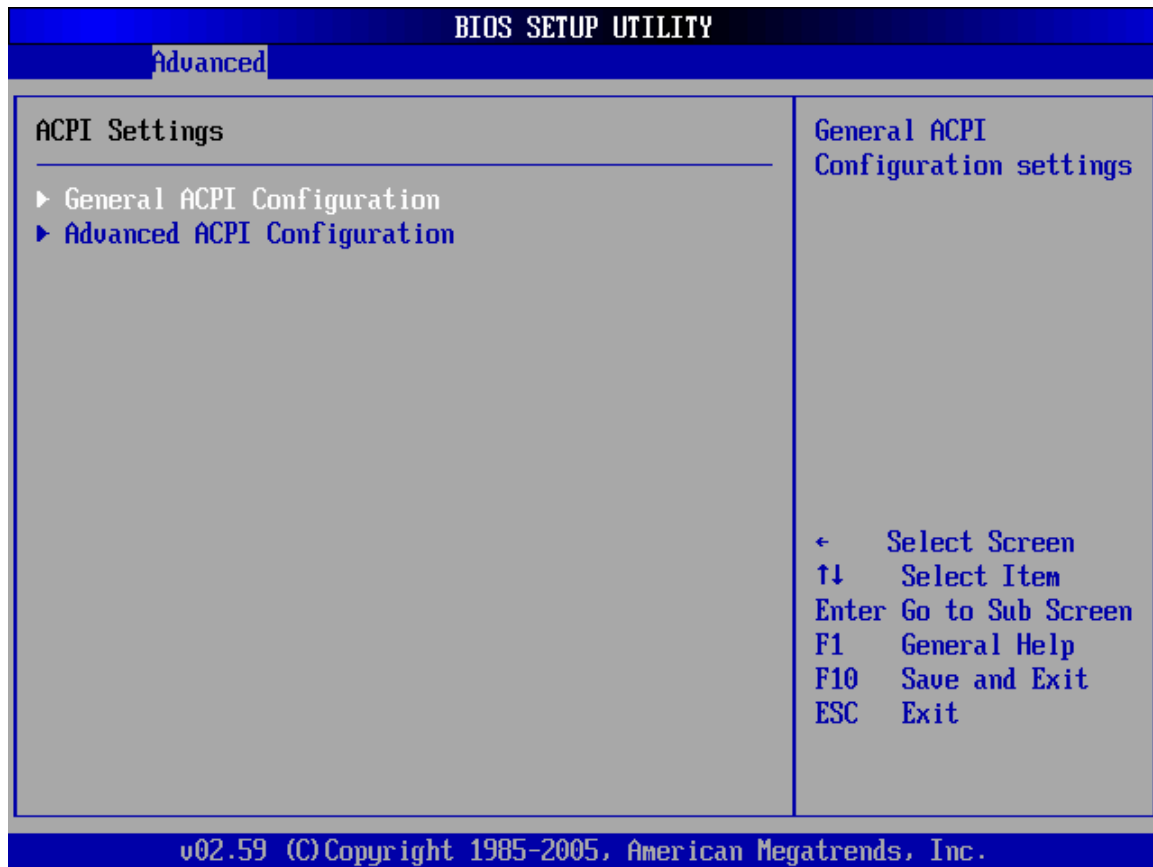 BIOS SETUP UTILITY
Advanced
ACPI Settings
▶ General ACPI Configuration
▶ Advanced ACPI Configuration
General ACPI
Configuration settings
← Select Screen
↑↓ Select Item
Enter Go to Sub Screen
F1 General Help
F10 Save and Exit
ESC Exit
v02.59 (C)Copyright 1985-2005, American Megatrends, Inc.